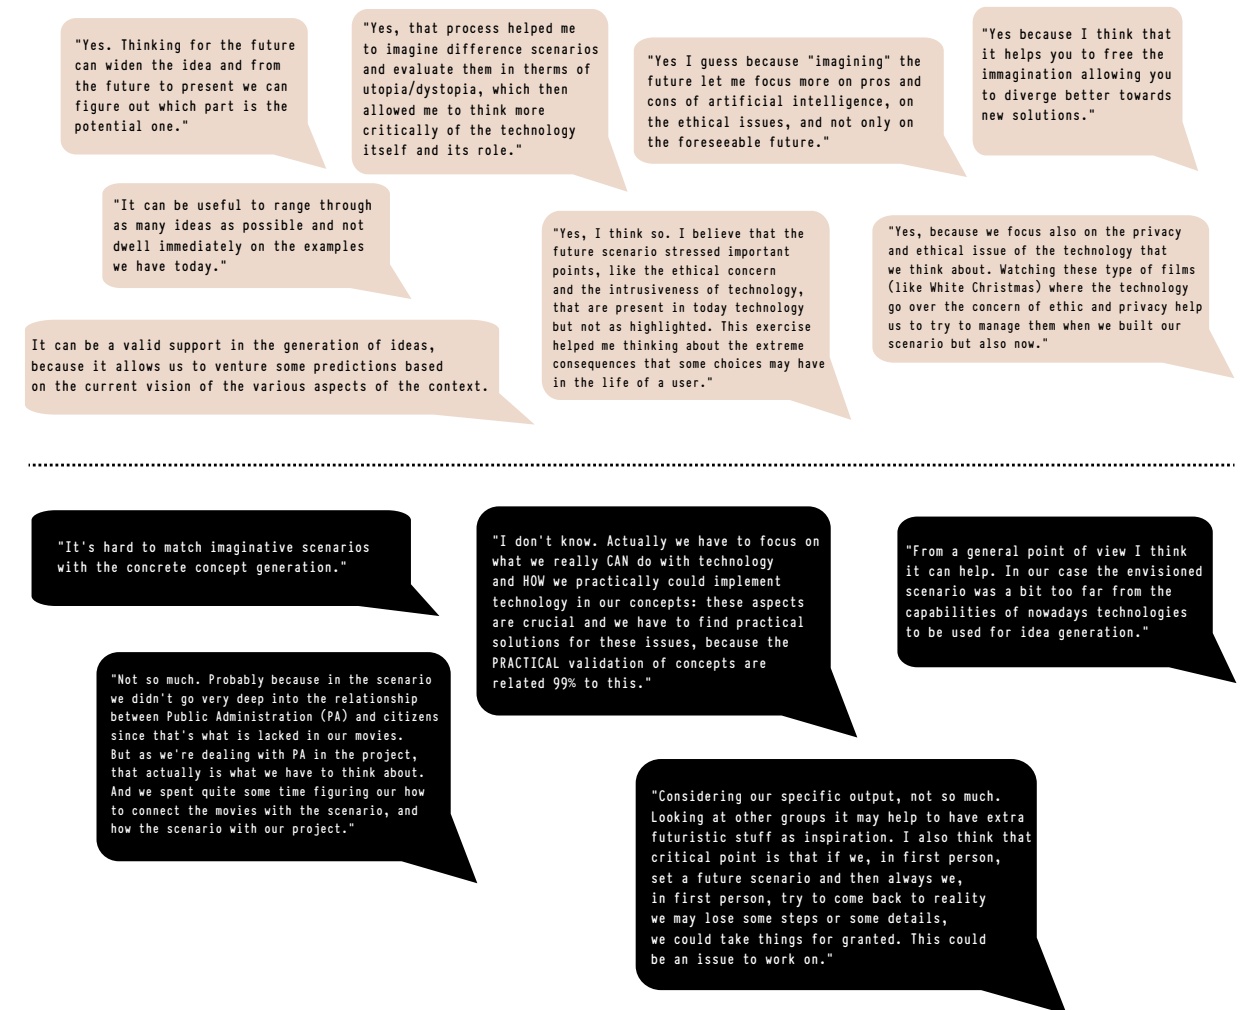 "Yes. Thinking for the future
can widen the idea and from
the future to present we can
figure out which part is the
potential one."
"Yes, that process helped me
to imagine difference scenarios
and evaluate them in therms of
utopia/dystopia, which then
allowed me to think more
critically of the technology
itself and its role."
"Yes I guess because "imagining" the
future let me focus more on pros and
cons of artificial intelligence, on
the ethical issues, and not only on
the foreseeable future."
"Yes because I think that
it helps you to free the
immagination allowing you
to diverge better towards
new solutions."
"It can be useful to range through
as many ideas as possible and not
dwell immediately on the examples
we have today."
"Yes, I think so. I believe that the
future scenario stressed important
points, like the ethical concern
and the intrusiveness of technology,
that are present in today technology
but not as highlighted. This exercise
helped me thinking about the extreme
consequences that some choices may have
in the life of a user."
"Yes, because we focus also on the privacy
and ethical issue of the technology that
we think about. Watching these type of films
(like White Christmas) where the technology
go over the concern of ethic and privacy help
us to try to manage them when we built our
scenario but also now."
It can be a valid support in the generation of ideas,
because it allows us to venture some predictions based
on the current vision of the various aspects of the context.
"It's hard to match imaginative scenarios
with the concrete concept generation."
"I don't know. Actually we have to focus on
what we really CAN do with technology
and HOW we practically could implement
technology in our concepts: these aspects
are crucial and we have to find practical
solutions for these issues, because the
PRACTICAL validation of concepts are
related 99% to this."
"From a general point of view I think
it can help. In our case the envisioned
scenario was a bit too far from the
capabilities of nowadays technologies
to be used for idea generation."
"Not so much. Probably because in the scenario
we didn't go very deep into the relationship
between Public Administration (PA) and citizens
since that's what is lacked in our movies.
But as we're dealing with PA in the project,
that actually is what we have to think about.
And we spent quite some time figuring our how
to connect the movies with the scenario, and
how the scenario with our project."
"Considering our specific output, not so much.
Looking at other groups it may help to have extra
futuristic stuff as inspiration. I also think that
critical point is that if we, in first person,
set a future scenario and then always we,
in first person, try to come back to reality
we may lose some steps or some details,
we could take things for granted. This could
be an issue to work on."